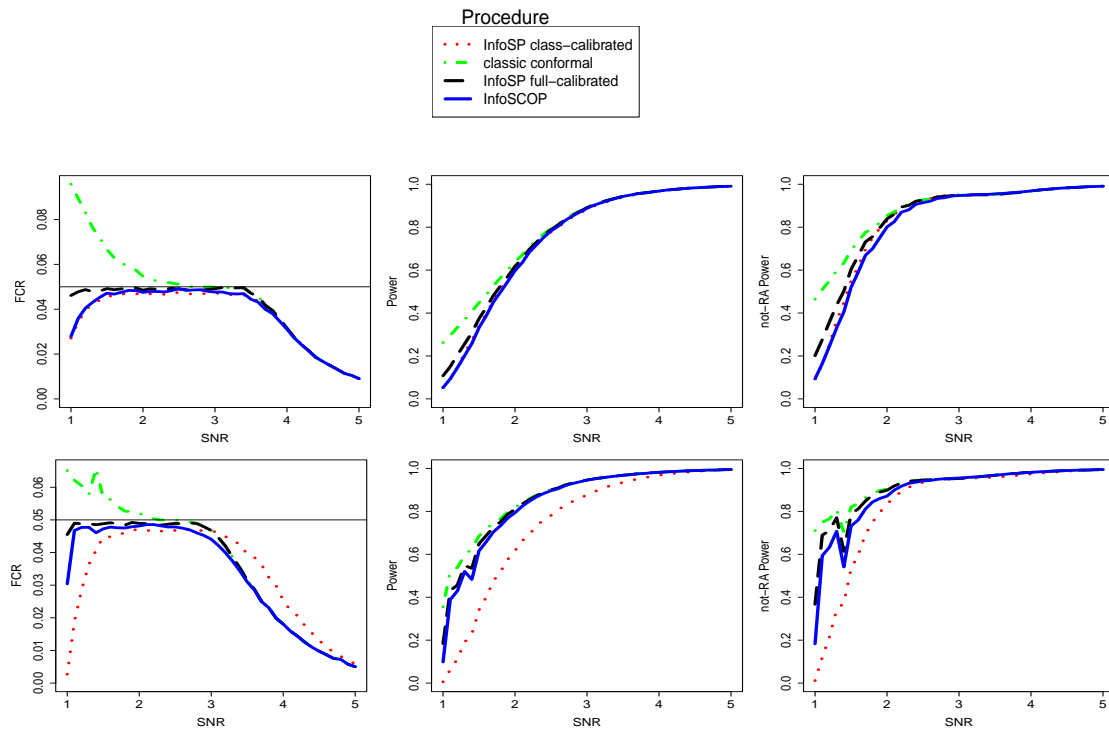 Procedure
InfoSP class-calibrated
classic conformal
InfoSP full-calibrated
InfoSCOP
FCR
0.00 0.02 0.04 0.06 0.08
1 2 3 4 5
SNR
Power
0.0 0.2 0.4 0.6 0.8 1.0
1 2 3 4 5
SNR
not-RA Power
0.0 0.2 0.4 0.6 0.8 1.0
1 2 3 4 5
SNR
FCR
0.00 0.01 0.02 0.03 0.04 0.05 0.06
1 2 3 4 5
SNR
Power
0.0 0.2 0.4 0.6 0.8 1.0
1 2 3 4 5
SNR
not-RA Power
0.0 0.2 0.4 0.6 0.8 1.0
1 2 3 4 5
SNR